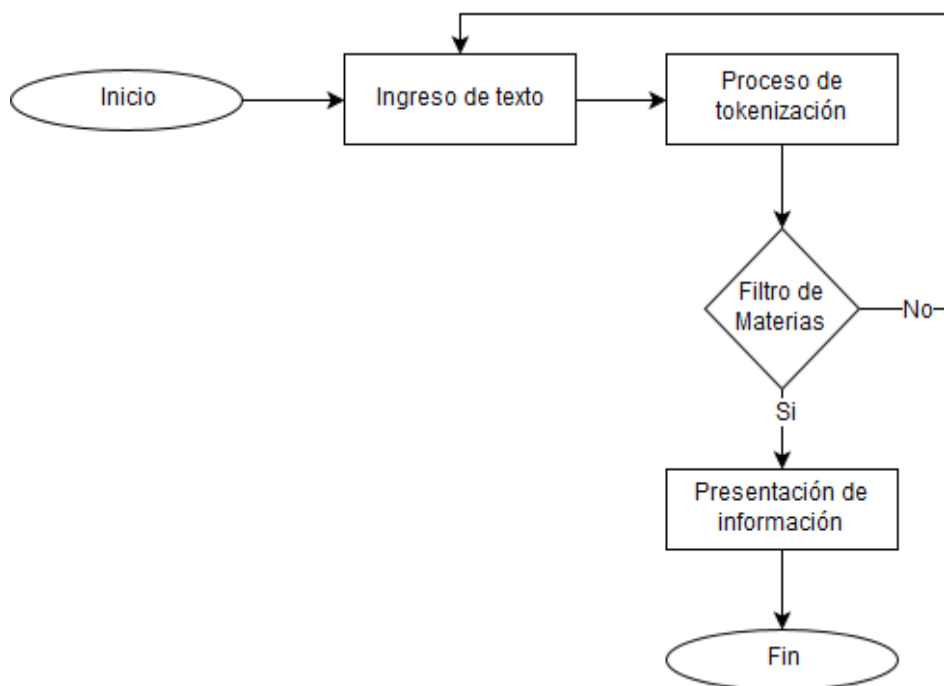 Inicio
Ingreso de texto
Proceso de
tokenización
Filtro de
Materias
No
Si
Presentación de
información
Fin